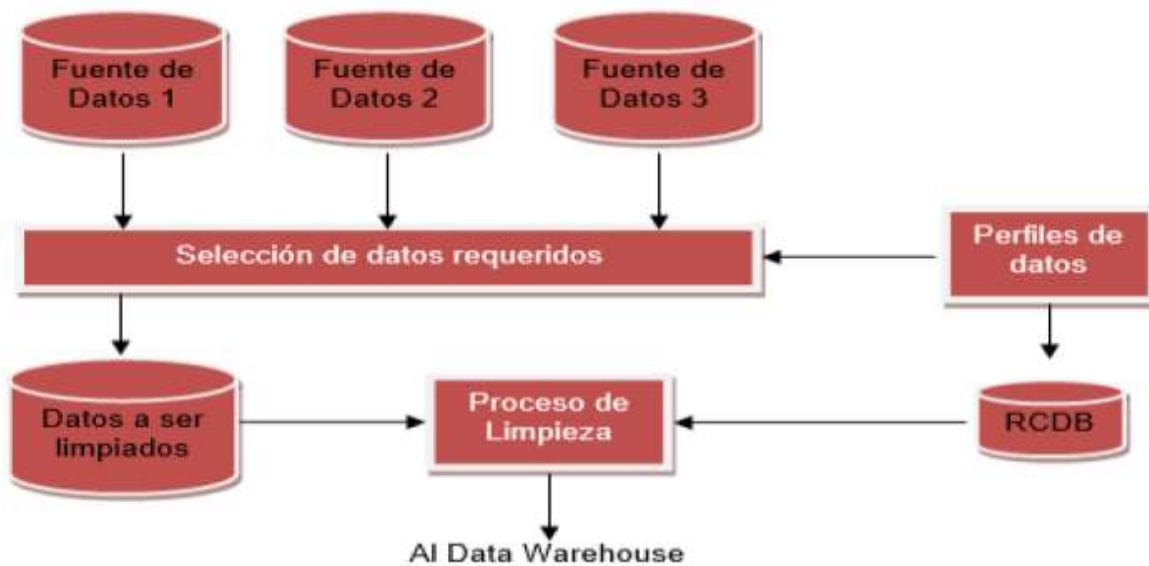 Fuente de
Datos 1
Fuente de
Datos 2
Fuente de
Datos 3
Selección de datos requeridos
Perfiles de
datos
Datos a ser
limpiados
Proceso de
Limpieza
RCDB
Al Data Warehouse